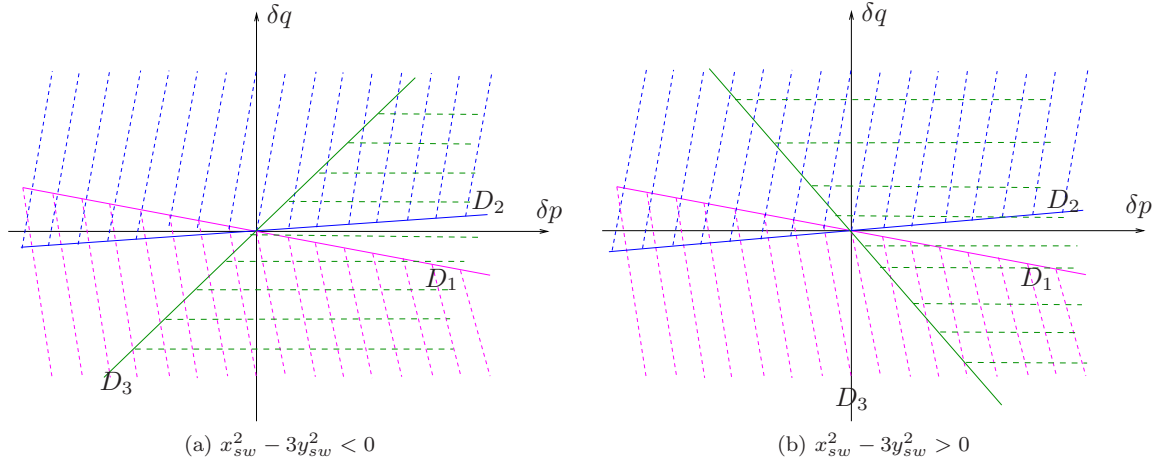 δq
δq
D₂
D₂
δp
δp
D₁
D₁
D₃
D₃
(a) $x_{sw}^2 - 3y_{sw}^2 < 0$
(b) $x_{sw}^2 - 3y_{sw}^2 > 0$